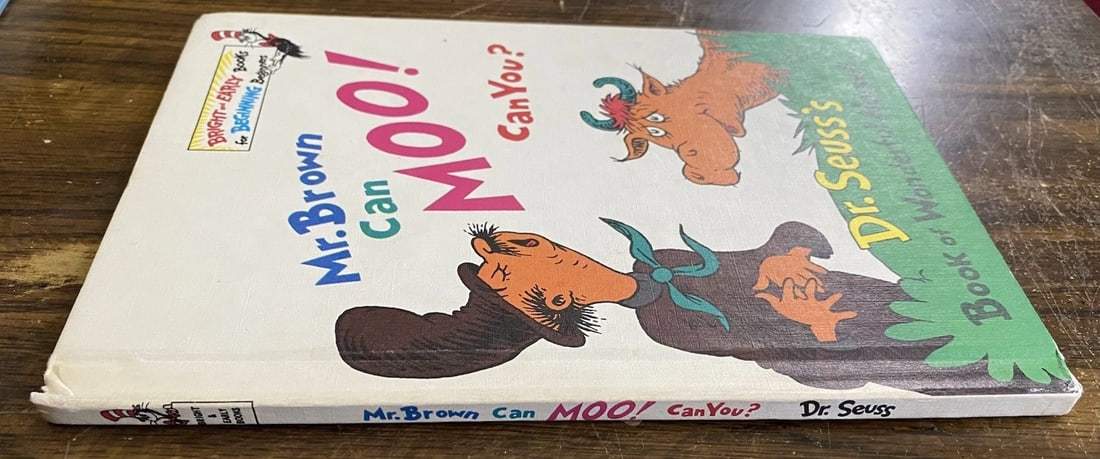 BRIGHT and EARLY BOOKS
for BEGINNING Beginners
Mr. Brown
Can
MOO!
Can You?
Dr. Seuss's
Book of Wonderful Noises
BRIGHT
&
EARLY
BOOKS
Mr. Brown Can MOO! Can You? Dr. Seuss